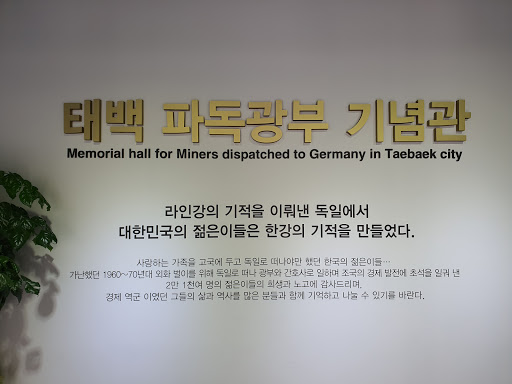 태백 파독광부 기념관
Memorial hall for Miners dispatched to Germany in Taebaek city
라인강의 기적을 이뤄낸 독일에서
대한민국의 젊은이들은 한강의 기적을 만들었다.
사랑하는 가족을 고국에 두고 독일로 떠나야만 했던 한국의 젊은이들…
가난했던 1960~70년대 외화 벌이를 위해 독일로 떠나 광부와 간호사로 일하며 조국의 경제 발전에 초석을 일궈 낸
2만 1천여 명의 젊은이들의 희생과 노고에 감사드리며,
경제 역군 이었던 그들의 삶과 역사를 많은 분들과 함께 기억하고 나눌 수 있기를 바란다.